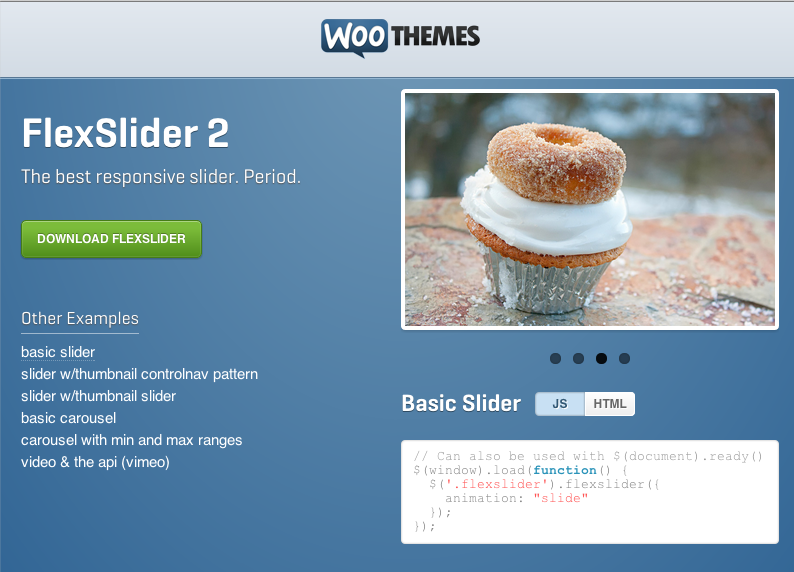 WOO THEMES
FlexSlider 2
The best responsive slider. Period.
DOWNLOAD FLEXSLIDER
Other Examples
basic slider
slider w/thumbnail controlnav pattern
slider w/thumbnail slider
basic carousel
carousel with min and max ranges
video & the api (vimeo)
Basic Slider JS HTML
// Can also be used with $(document).ready()
$(window).load(function() {
  $('.flexslider').flexslider({
    animation: "slide"
  });
});